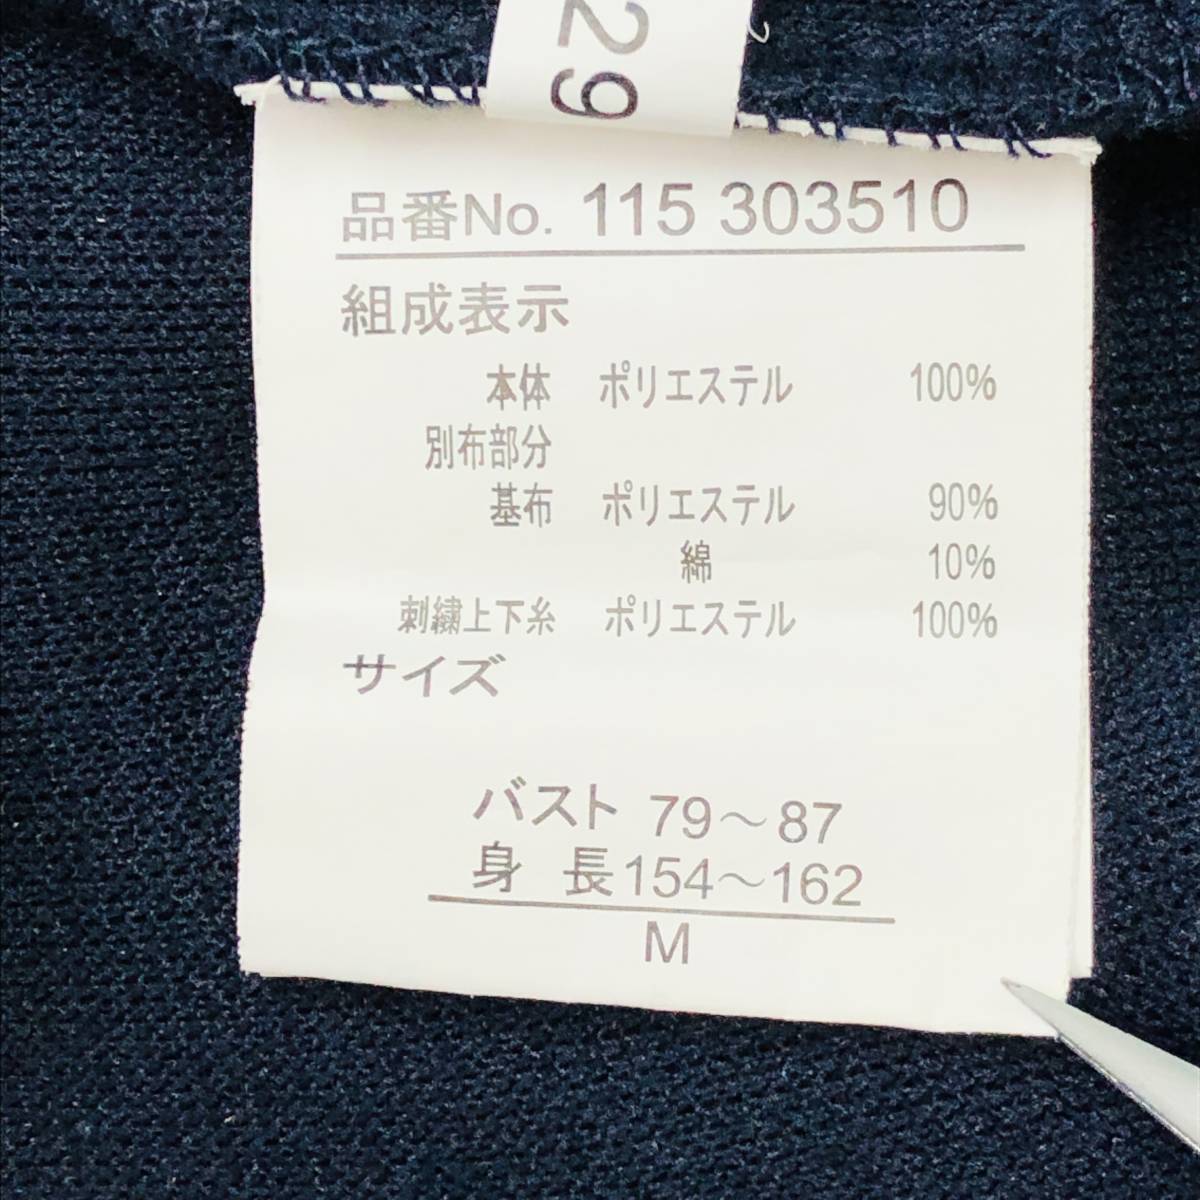 29
品番No. 115 303510
組成表示
本体 ポリエステル 100%
別布部分
基布 ポリエステル 90%
綿 10%
刺繍上下糸 ポリエステル 100%
サイズ
バスト 79～87
身 長 154～162
M